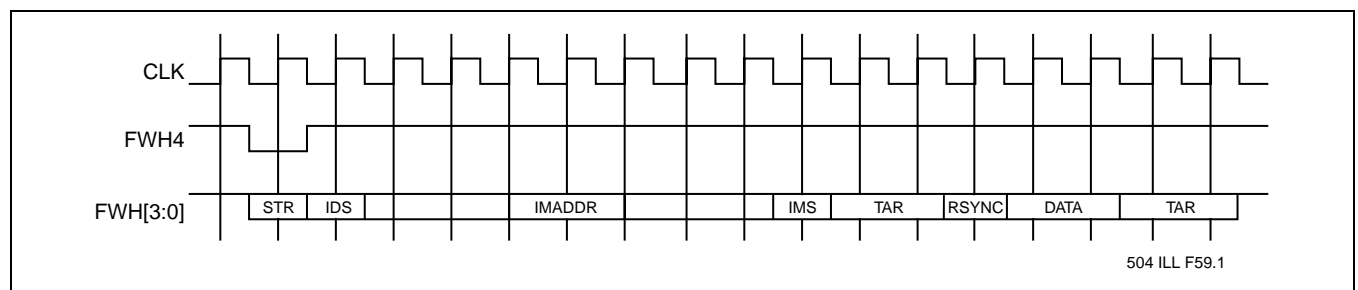 CLK
FWH4
FWH[3:0] STR IDS IMADDR IMS TAR RSYNC DATA TAR
504 ILL F59.1